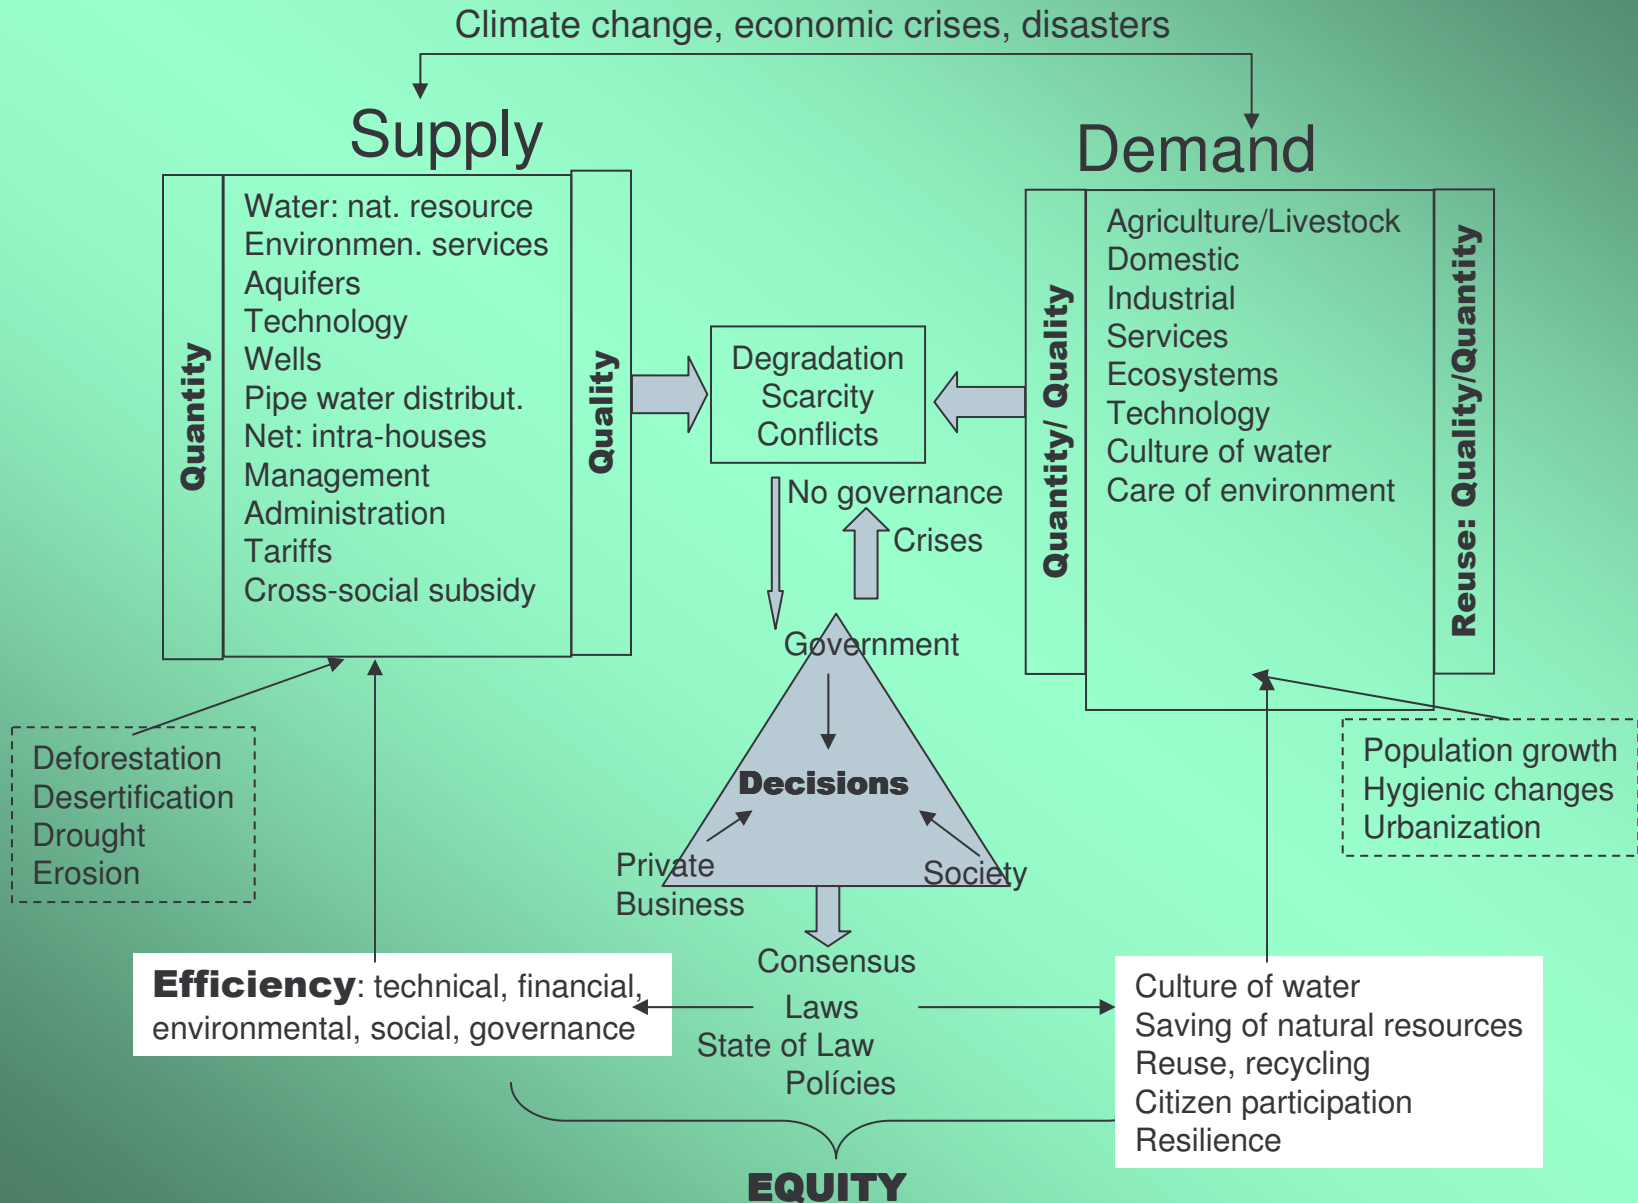 Climate change, economic crises, disasters
Supply
Demand
Quantity
Water: nat. resource
Environmen. services
Aquifers
Technology
Wells
Pipe water distribut.
Net: intra-houses
Management
Administration
Tariffs
Cross-social subsidy
Quality
Degradation
Scarcity
Conflicts
No governance
Crises
Quantity/ Quality
Agriculture/Livestock
Domestic
Industrial
Services
Ecosystems
Technology
Culture of water
Care of environment
Reuse: Quality/Quantity
Deforestation
Desertification
Drought
Erosion
Government
Decisions
Private
Business
Society
Population growth
Hygienic changes
Urbanization
Efficiency: technical, financial,
environmental, social, governance
Consensus
Laws
State of Law
Polícies
Culture of water
Saving of natural resources
Reuse, recycling
Citizen participation
Resilience
EQUITY